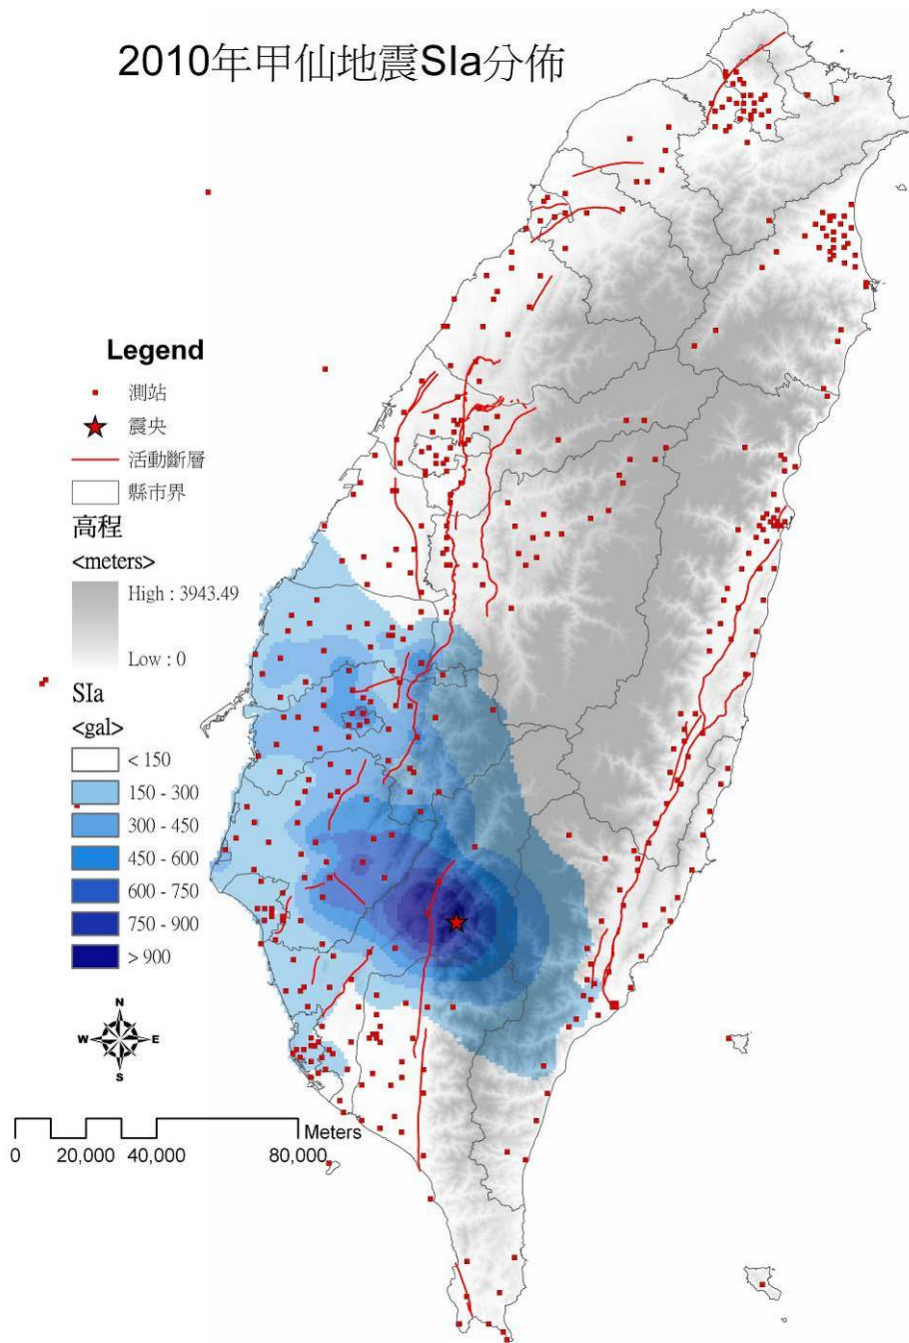 2010年甲仙地震SIa分佈
Legend
測站
震央
活動斷層
縣市界
高程
<meters>
High : 3943.49
Low : 0
SIa
<gal>
< 150
150 - 300
300 - 450
450 - 600
600 - 750
750 - 900
> 900
N
W E
S
Meters
0 20,000 40,000 80,000